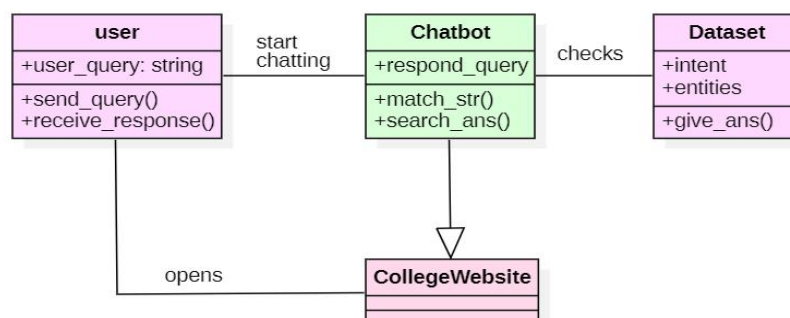 user
+user_query: string
+send_query()
+receive_response()
start
chatting
Chatbot
+respond_query
+match_str()
+search_ans()
checks
Dataset
+intent
+entities
+give_ans()
opens
CollegeWebsite